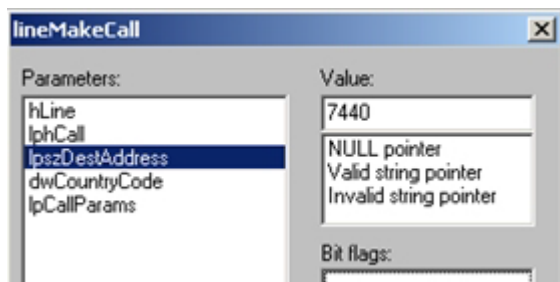 lineMakeCall
Parameters:
hLine
lphCall
lpszDestAddress
dwCountryCode
lpCallParams
Value:
7440
NULL pointer
Valid string pointer
Invalid string pointer
Bit flags: